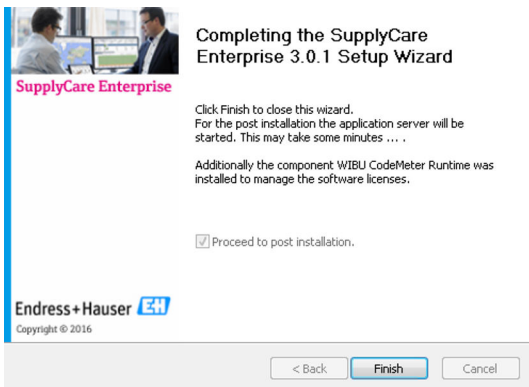 Completing the SupplyCare
Enterprise 3.0.1 Setup Wizard
SupplyCare Enterprise
Click Finish to close this wizard.
For the post installation the application server will be
started. This may take some minutes ... .
Additionally the component WIBU CodeMeter Runtime was
installed to manage the software licenses.
Proceed to post installation.
Endress+Hauser EH
Copyright © 2016
< Back Finish Cancel